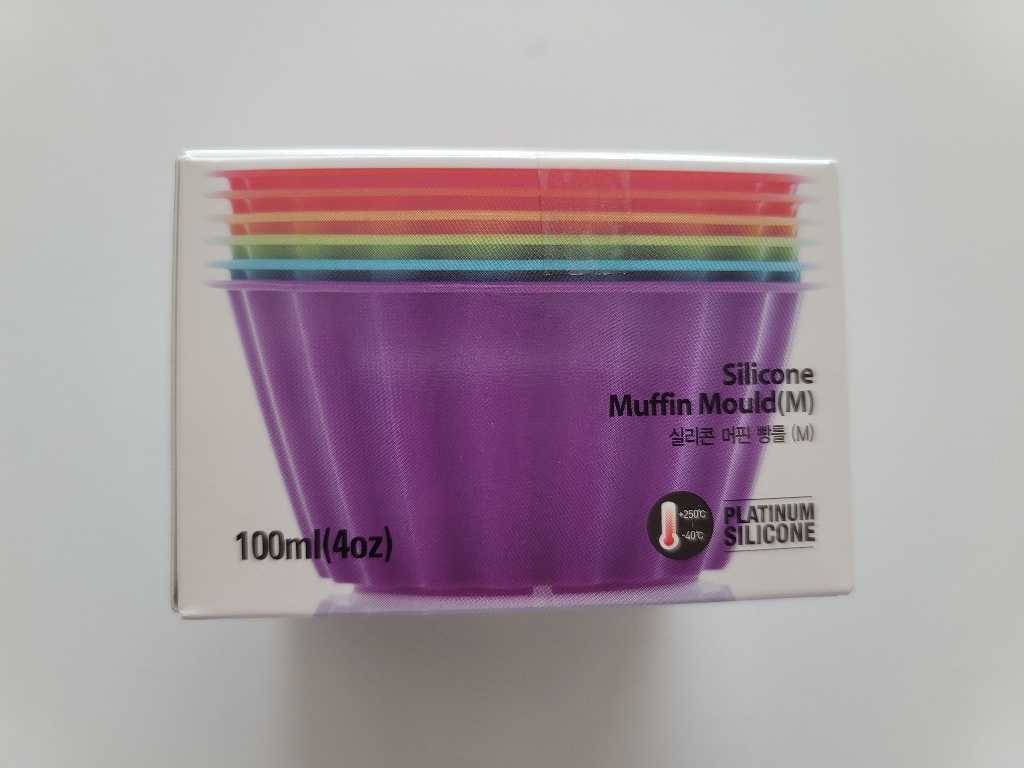 Silicone
Muffin Mould(M)
실리콘 머핀 빵틀 (M)
100ml(4oz)
+250℃
-40℃
PLATINUM
SILICONE